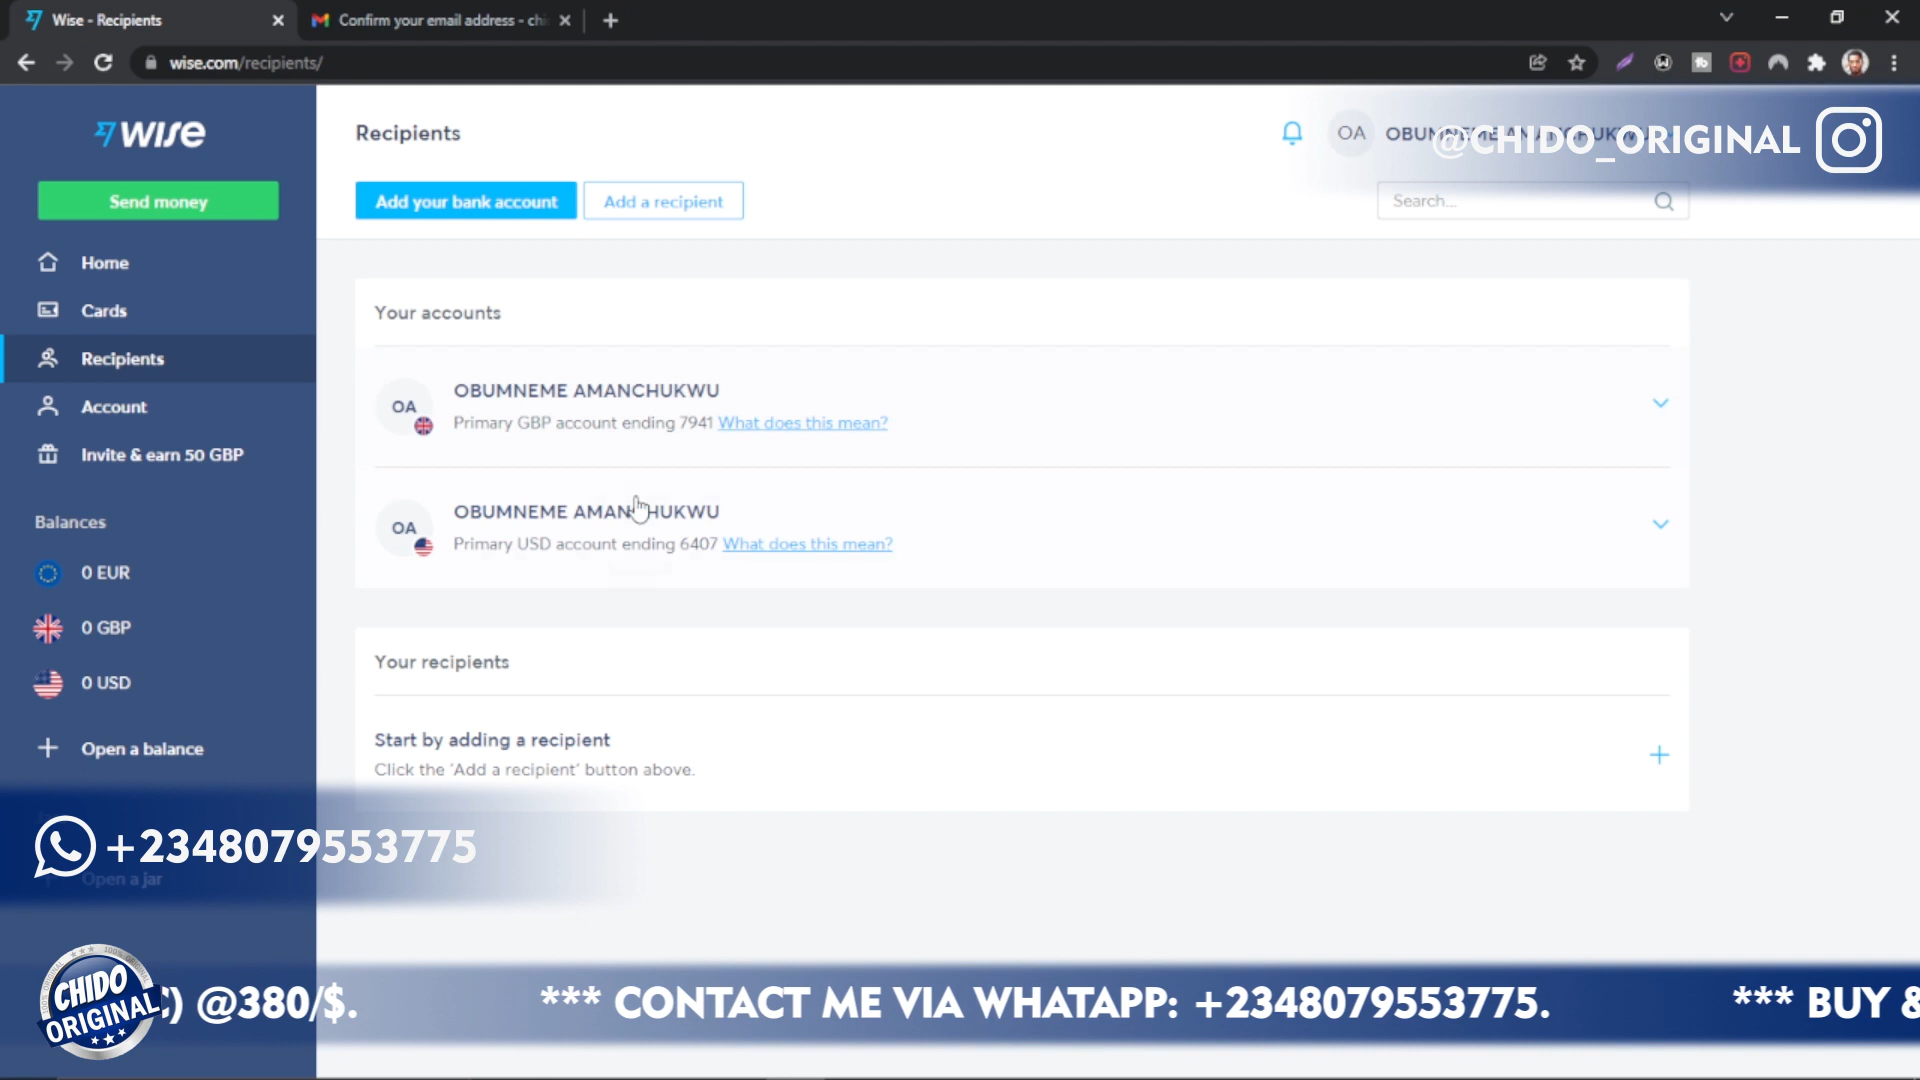 Wise - Recipients
Confirm your email address - chi
wise.com/recipients/
WISE
Recipients
OA
@CHIDO_ORIGINAL
Send money
Add your bank account
Add a recipient
Search...
Home
Cards
Recipients
Account
Invite & earn 50 GBP
Balances
0 EUR
0 GBP
0 USD
Open a balance
Open a jar
Your accounts
OA
OBUMNEME AMANCHUKWU
Primary GBP account ending 7941 What does this mean?
OA
OBUMNEME AMANCHUKWU
Primary USD account ending 6407 What does this mean?
Your recipients
Start by adding a recipient
Click the 'Add a recipient' button above.
+2348079553775
CHIDO
ORIGINAL
) @380/$.
*** CONTACT ME VIA WHATAPP: +2348079553775.
*** BUY &